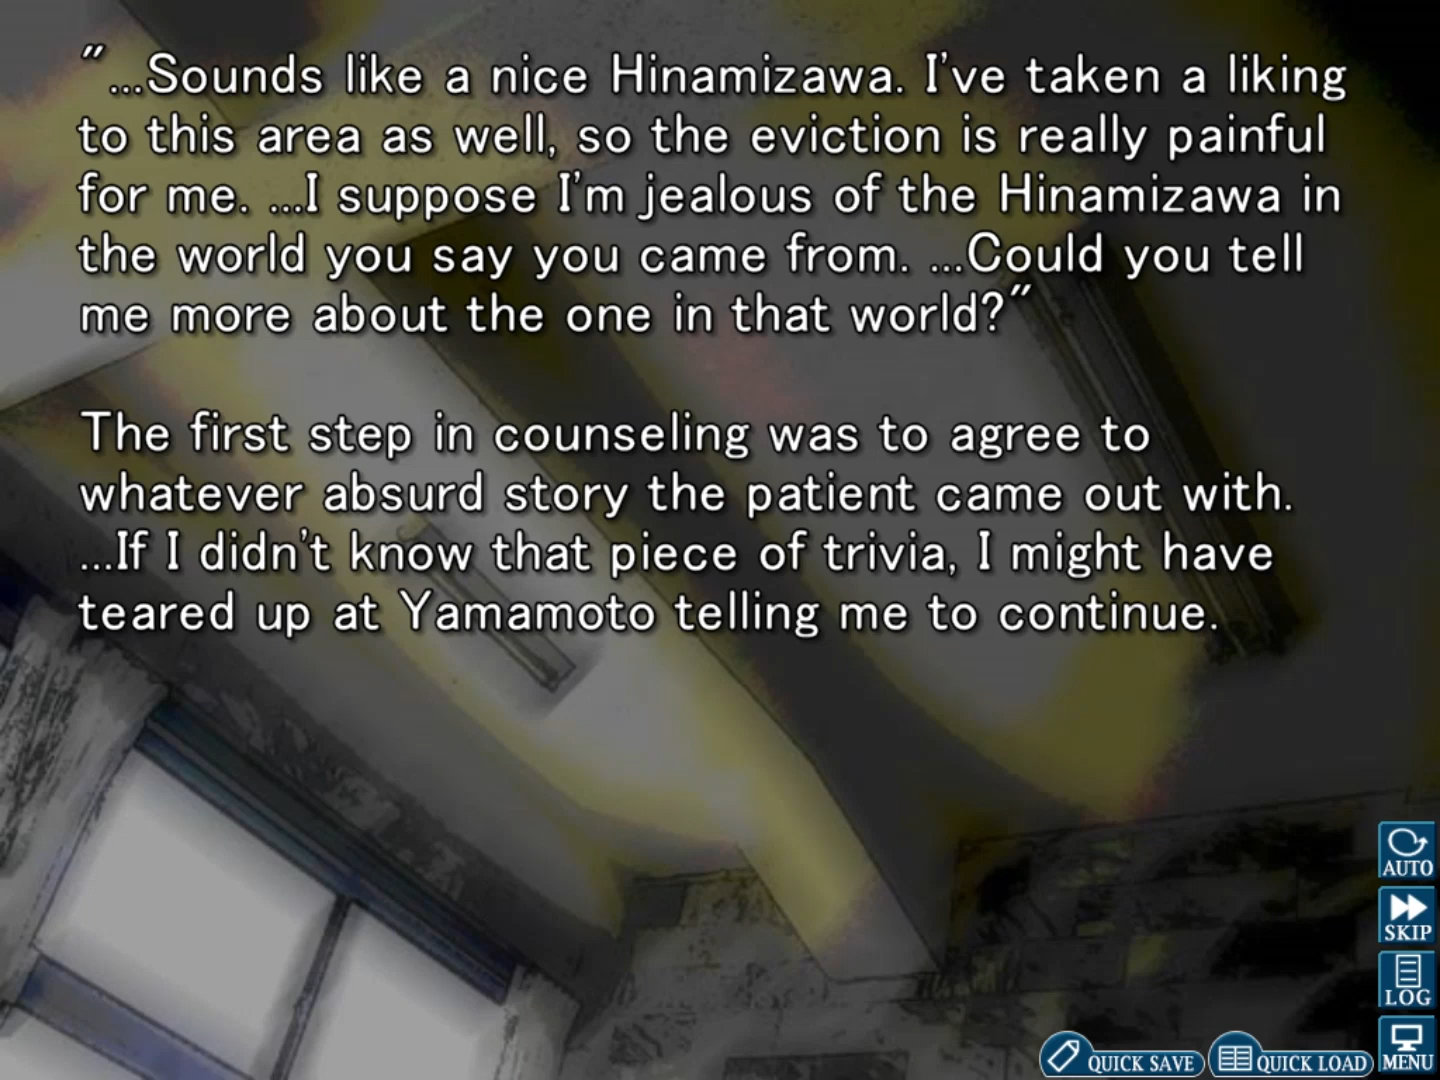 "...Sounds like a nice Hinamizawa. I've taken a liking
to this area as well, so the eviction is really painful
for me. ...I suppose I'm jealous of the Hinamizawa in
the world you say you came from. ...Could you tell
me more about the one in that world?"
The first step in counseling was to agree to
whatever absurd story the patient came out with.
...If I didn't know that piece of trivia, I might have
teared up at Yamamoto telling me to continue.
AUTO
SKIP
LOG
QUICK SAVE
QUICK LOAD
MENU